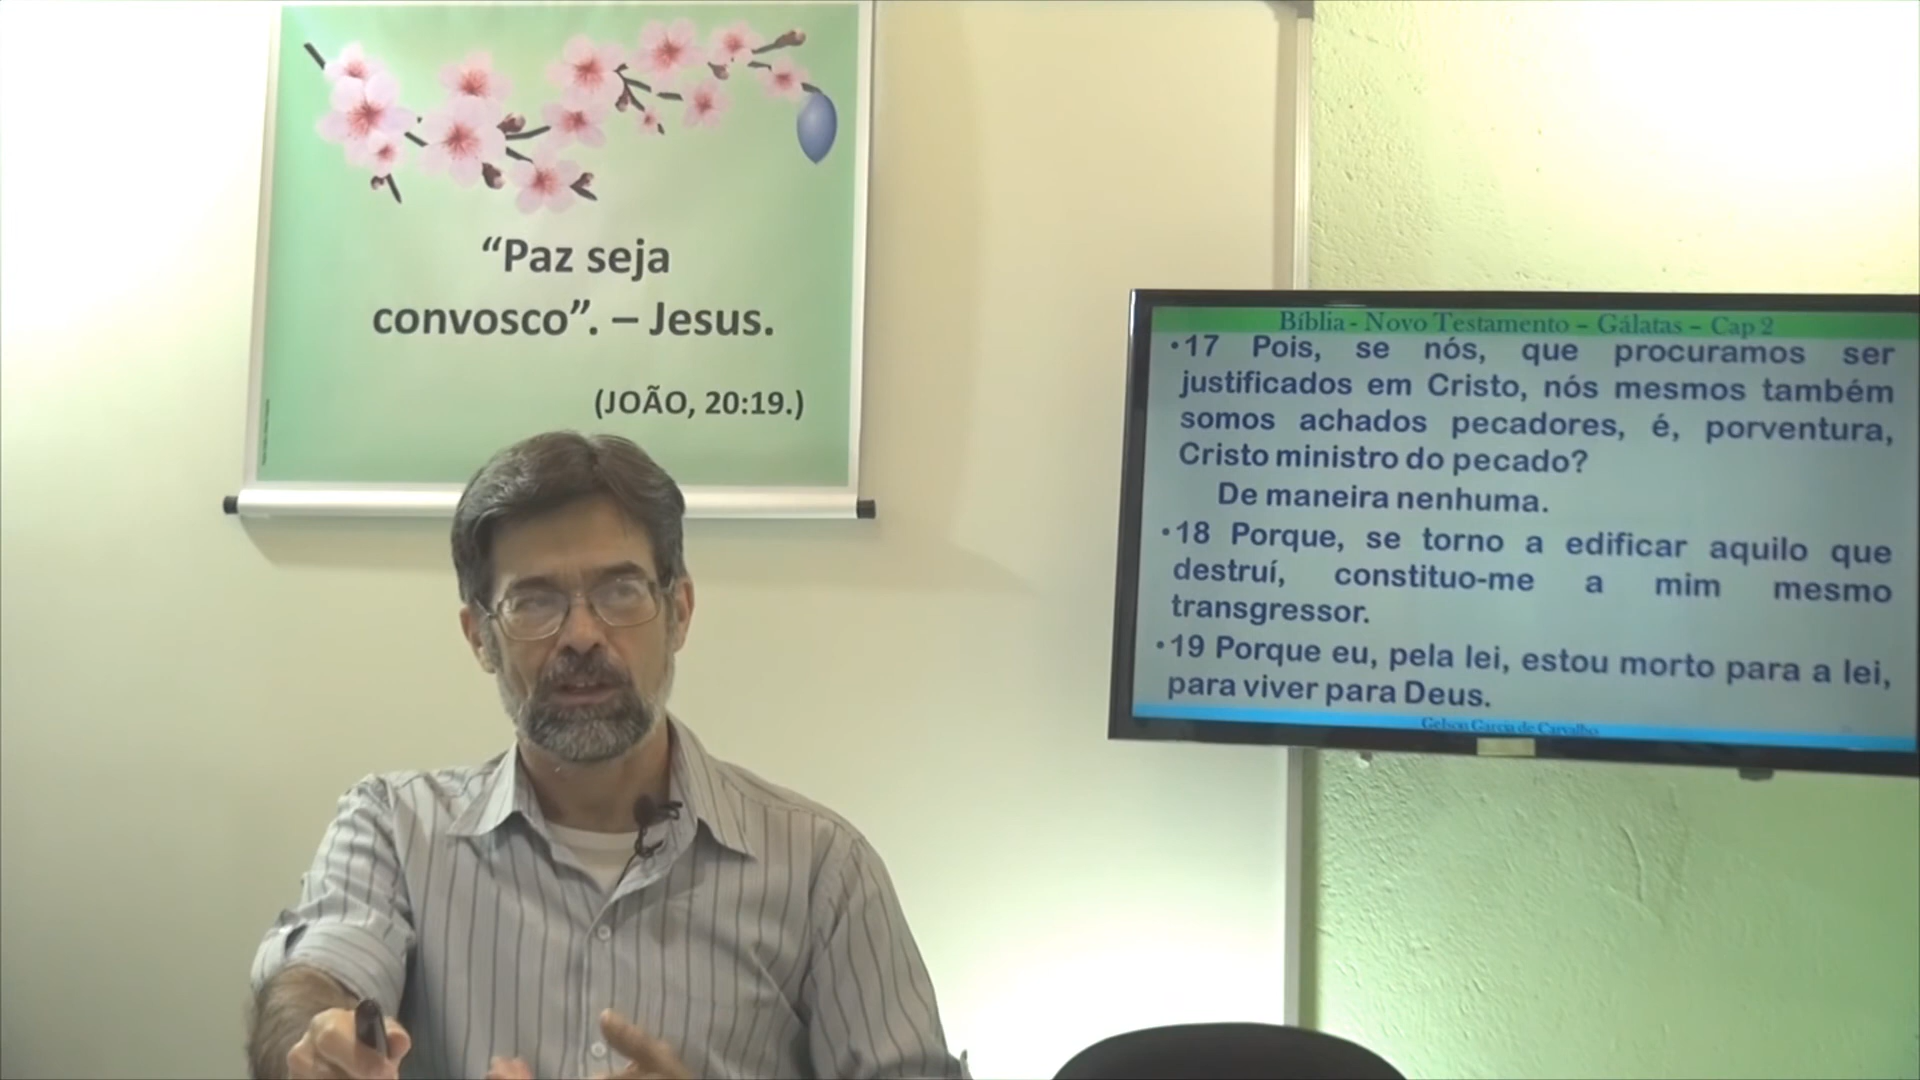 “Paz seja
convosco”. – Jesus.
(JOÃO, 20:19.)
Bíblia - Novo Testamento – Gálatas – Cap 2
•17 Pois, se nós, que procuramos ser
justificados em Cristo, nós mesmos também
somos achados pecadores, é, porventura,
Cristo ministro do pecado?
De maneira nenhuma.
•18 Porque, se torno a edificar aquilo que
destruí, constituo-me a mim mesmo
transgressor.
•19 Porque eu, pela lei, estou morto para a lei,
para viver para Deus.
Gelson Garcia de Carvalho